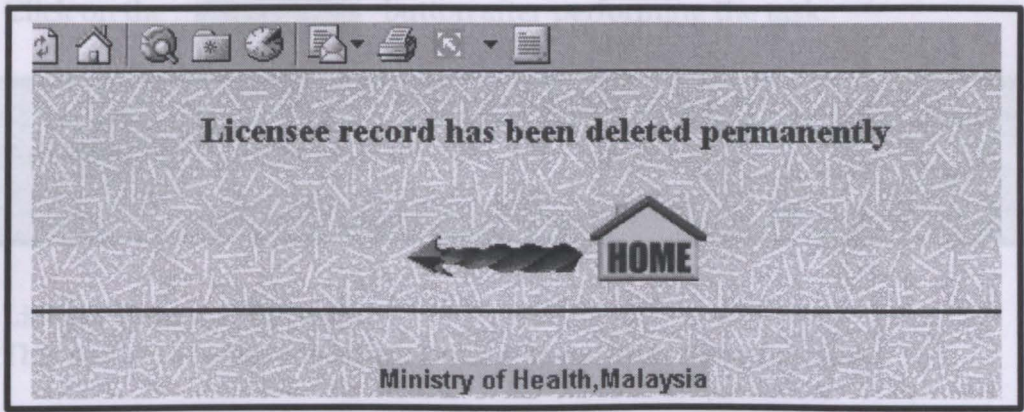 Licensee record has been deleted permanently
HOME
Ministry of Health,Malaysia